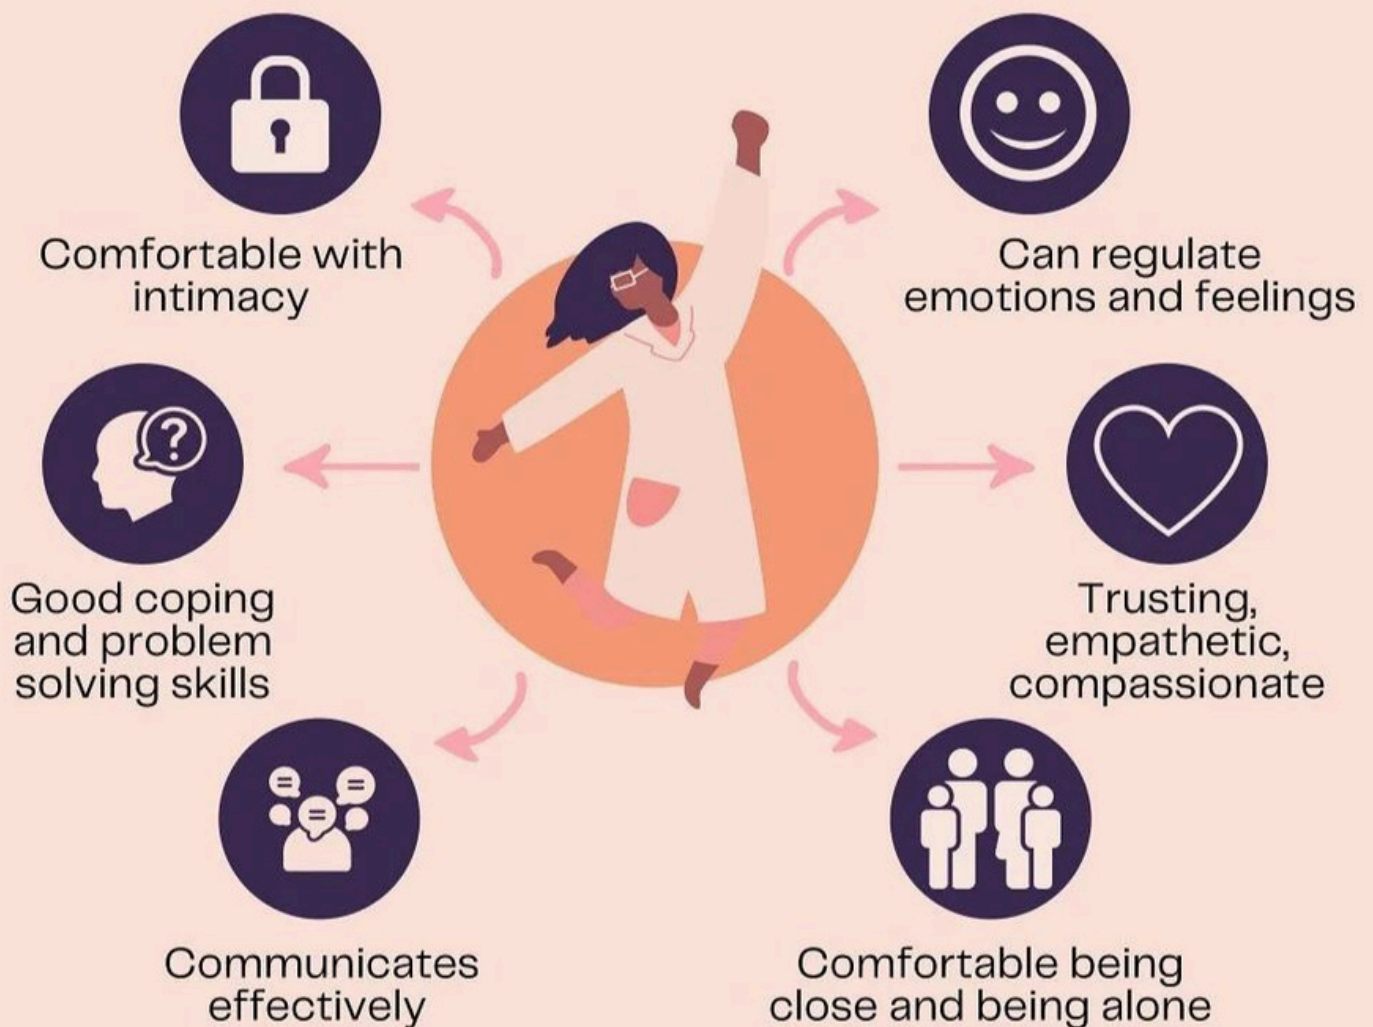 Comfortable with
intimacy
Can regulate
emotions and feelings
?
Good coping
and problem
solving skills
Trusting,
empathetic,
compassionate
Communicates
effectively
Comfortable being
close and being alone